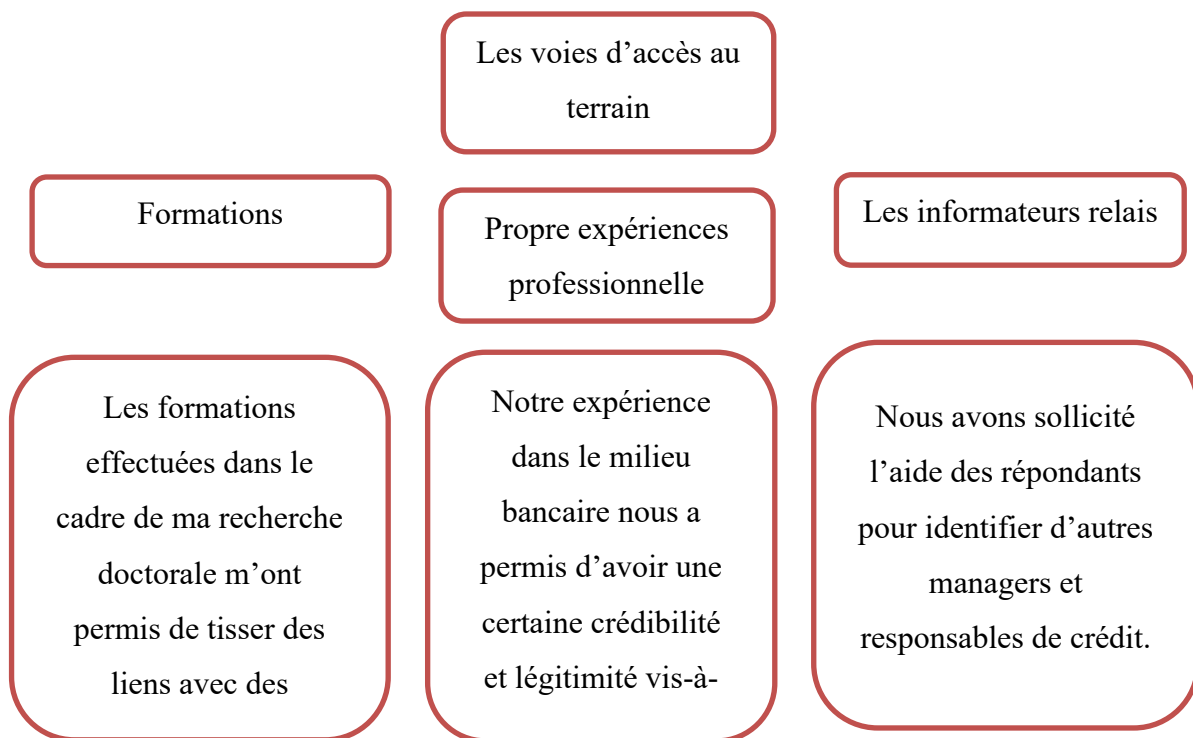 Les voies d’accès au
terrain
Formations
Propre expériences
professionnelle
Les informateurs relais
Les formations
effectuées dans le
cadre de ma recherche
doctorale m’ont
permis de tisser des
liens avec des
Notre expérience
dans le milieu
bancaire nous a
permis d’avoir une
certaine crédibilité
et légitimité vis-à-
Nous avons sollicité
l’aide des répondants
pour identifier d’autres
managers et
responsables de crédit.